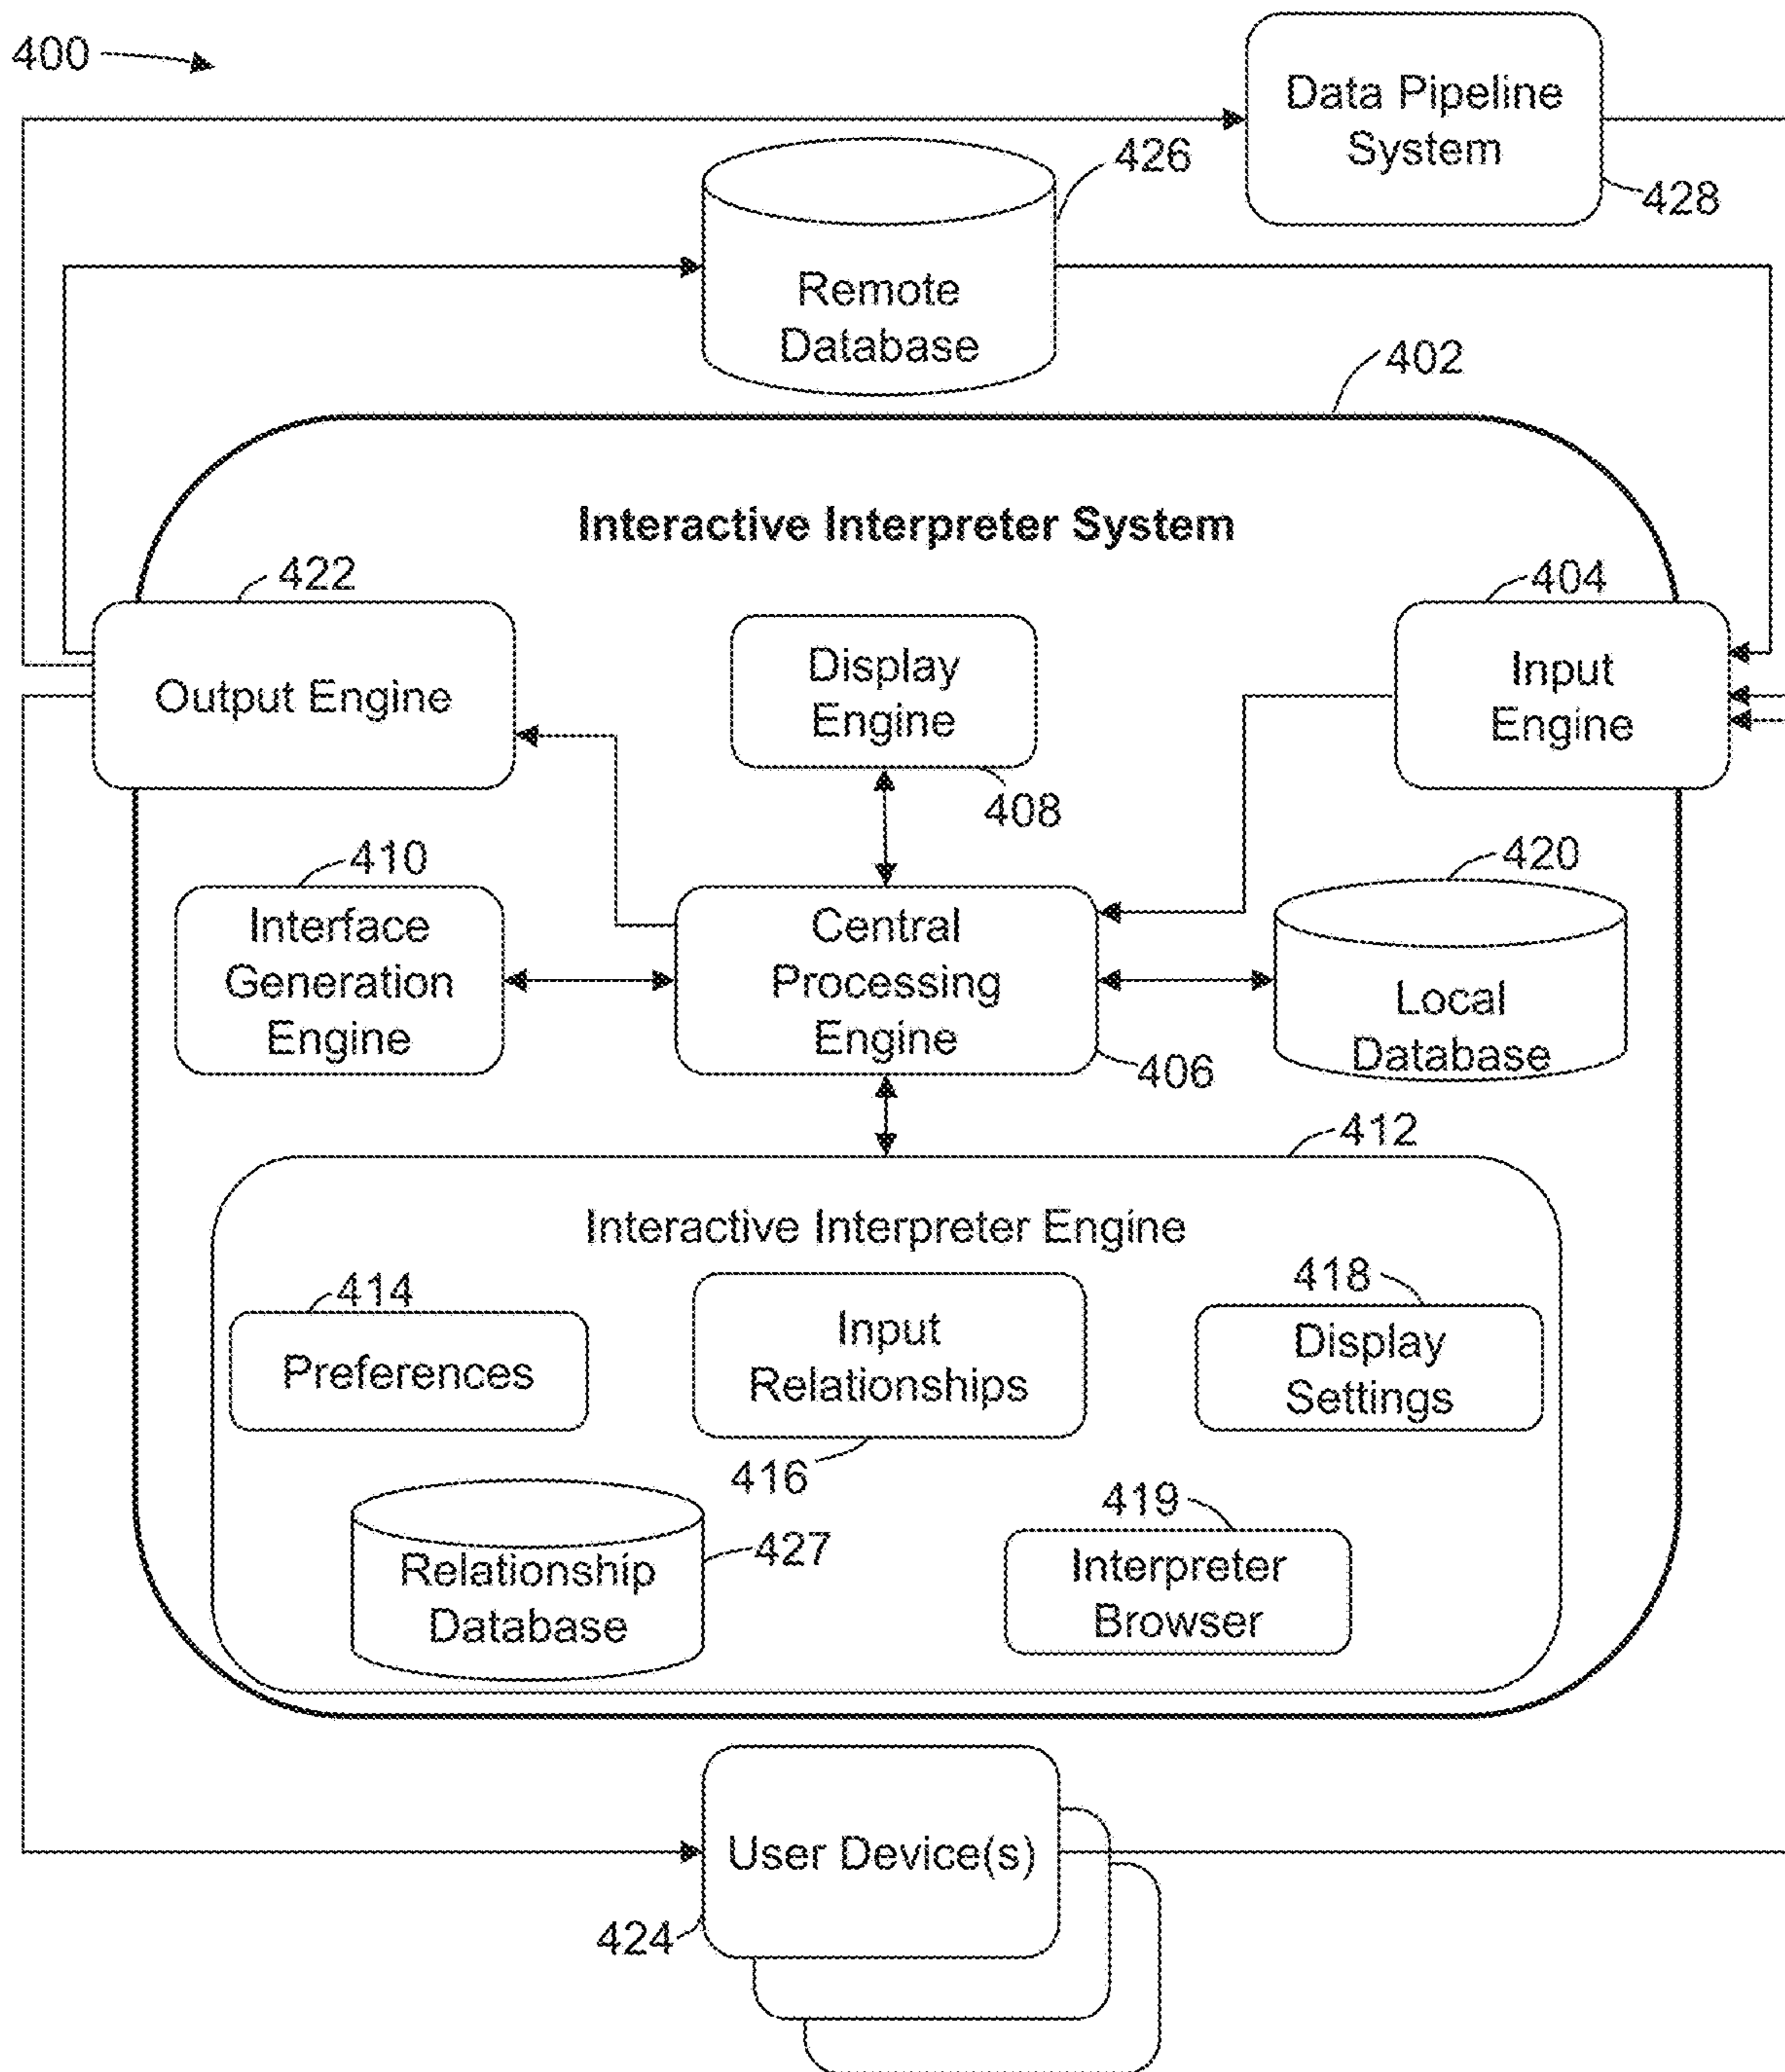 400
Data Pipeline
System
428
426
Remote
Database
402
Interactive Interpreter System
422
404
Output Engine
Display
Engine
408
Input
Engine
410
420
Interface
Generation
Engine
Central
Processing
Engine
406
Local
Database
412
Interactive Interpreter Engine
414
418
Preferences
Input
Relationships
416
Display
Settings
419
Relationship
Database
427
Interpreter
Browser
User Device(s)
424